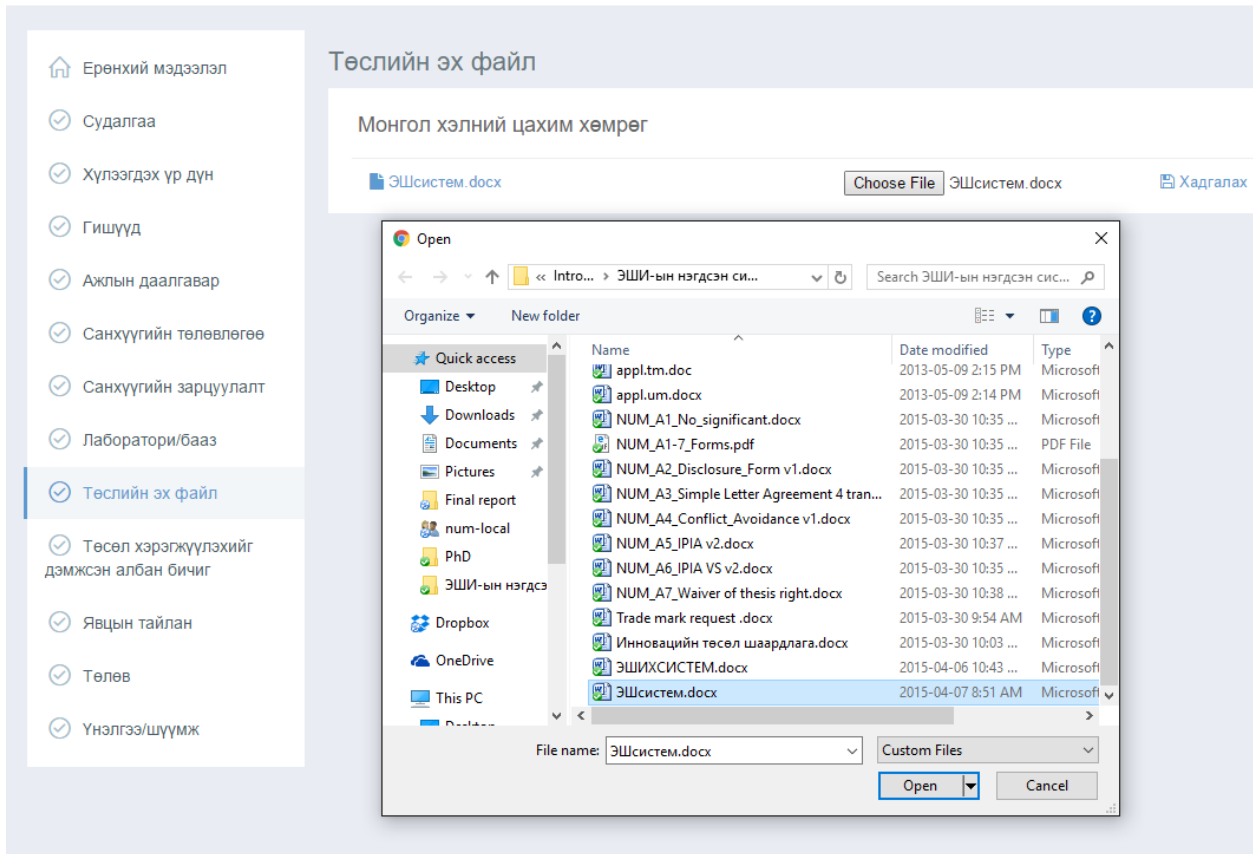 Ерөнхий мэдээлэл
Судалгаа
Хүлээгдэх үр дүн
Гишүүд
Ажлын даалгавар
Санхүүгийн төлөвлөгөө
Санхүүгийн зарцуулалт
Лаборатори/бааз
Төслийн эх файл
Төсөл хэрэгжүүлэхийг
дэмжсэн албан бичиг
Явцын тайлан
Төлөв
Үнэлгээ/шүүмж
Төслийн эх файл
Монгол хэлний цахим хөмрөг
ЭШсистем.docx Choose File ЭШсистем.docx Хадгалах
Open
« Intro... › ЭШИ-ын нэгдсэн си... Search ЭШИ-ын нэгдсэн сис...
Organize New folder
Quick access
Desktop
Downloads
Documents
Pictures
Final report
num-local
PhD
ЭШИ-ын нэгдсэ
Dropbox
OneDrive
This PC
Desktop
Name Date modified Type
appl.tm.doc 2013-05-09 2:15 PM Microsoft
appl.um.docx 2013-05-09 2:14 PM Microsoft
NUM_A1_No_significant.docx 2015-03-30 10:35 ... Microsoft
NUM_A1-7_Forms.pdf 2015-03-30 10:35 ... PDF File
NUM_A2_Disclosure_Form v1.docx 2015-03-30 10:35 ... Microsoft
NUM_A3_Simple Letter Agreement 4 tran... 2015-03-30 10:35 ... Microsoft
NUM_A4_Conflict_Avoidance v1.docx 2015-03-30 10:35 ... Microsoft
NUM_A5_IPIA v2.docx 2015-03-30 10:37 ... Microsoft
NUM_A6_IPIA VS v2.docx 2015-03-30 10:35 ... Microsoft
NUM_A7_Waiver of thesis right.docx 2015-03-30 10:38 ... Microsoft
Trade mark request .docx 2015-03-30 9:54 AM Microsoft
Инновацийн төсөл шаардлага.docx 2015-03-30 10:03 ... Microsoft
ЭШИХСИСТЕМ.docx 2015-04-06 10:43 ... Microsoft
ЭШсистем.docx 2015-04-07 8:51 AM Microsoft
File name: ЭШсистем.docx Custom Files
Open Cancel